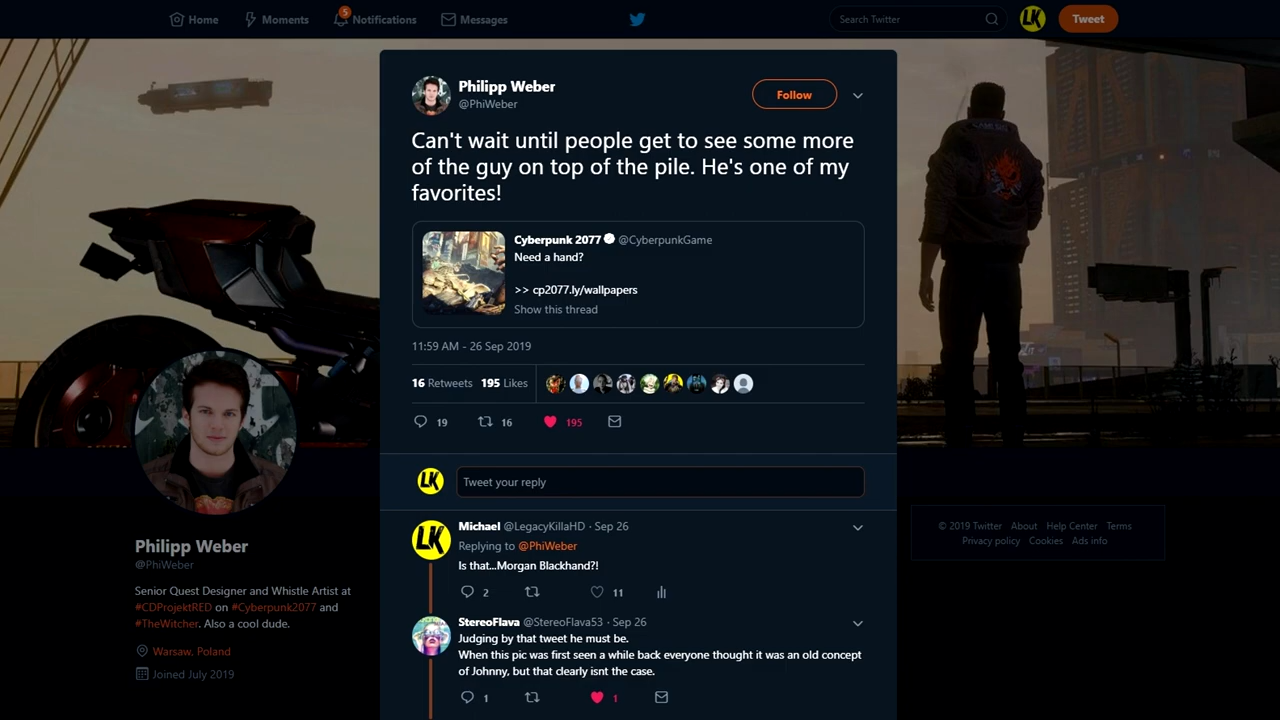 Home Moments 5 Notifications Messages Search Twitter LK Tweet
Philipp Weber
@PhiWeber
Follow
Can't wait until people get to see some more
of the guy on top of the pile. He's one of my
favorites!
Cyberpunk 2077 @CyberpunkGame
Need a hand?
>> cp2077.ly/wallpapers
Show this thread
11:59 AM - 26 Sep 2019
16 Retweets 195 Likes
19 16 195
LK Tweet your reply
LK Michael @LegacyKillaHD · Sep 26
Replying to @PhiWeber
Is that...Morgan Blackhand?!
2 11
StereoFlava @StereoFlava53 · Sep 26
Judging by that tweet he must be.
When this pic was first seen a while back everyone thought it was an old concept
of Johnny, but that clearly isnt the case.
1 1
Philipp Weber
@PhiWeber
Senior Quest Designer and Whistle Artist at
#CDProjektRED on #Cyberpunk2077 and
#TheWitcher. Also a cool dude.
Warsaw, Poland
Joined July 2019
© 2019 Twitter About Help Center Terms
Privacy policy Cookies Ads info